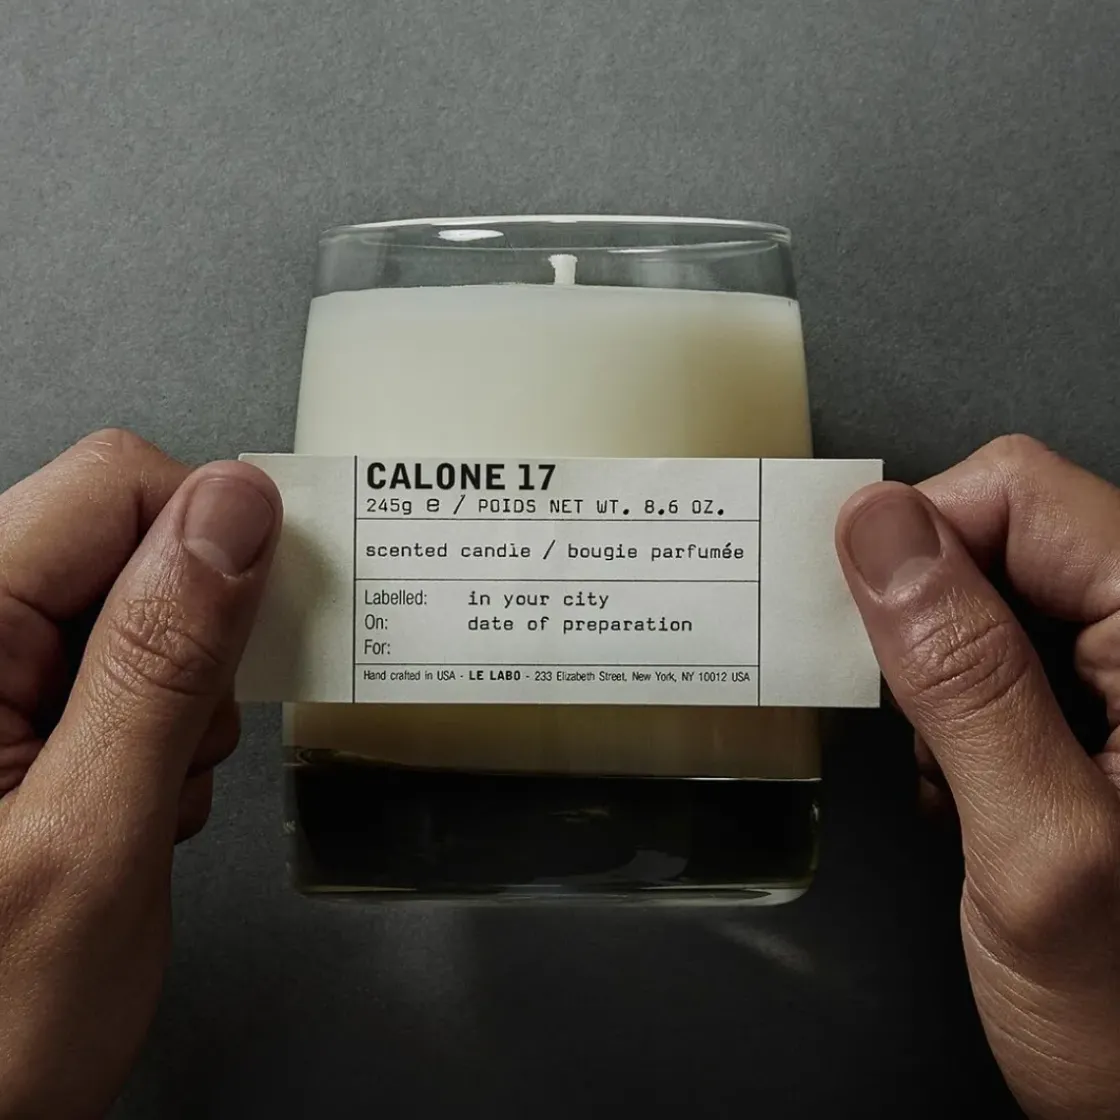 CALONE 17
245g e / POIDS NET WT. 8.6 OZ.
scented candle / bougie parfumée
Labelled: in your city
On: date of preparation
For:
Hand crafted in USA - LE LABO - 233 Elizabeth Street, New York, NY 10012 USA